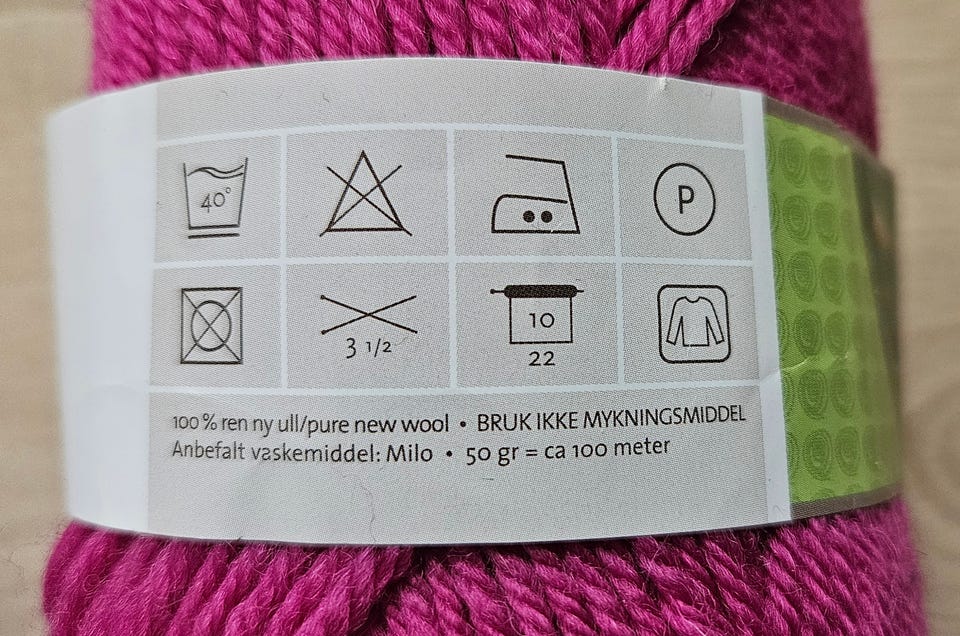 40°
P
3 1/2
10
22
100 % ren ny ull/pure new wool • BRUK IKKE MYKNINGSMIDDEL
Anbefalt vaskemiddel: Milo • 50 gr = ca 100 meter